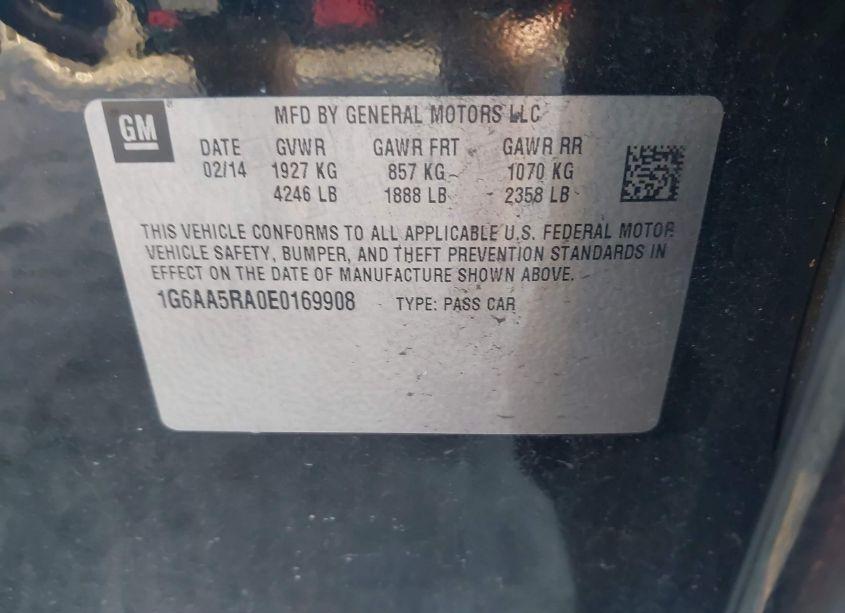 GM
MFD BY GENERAL MOTORS LLC
DATE GVWR GAWR FRT GAWR RR
02/14 1927 KG 857 KG 1070 KG
4246 LB 1888 LB 2358 LB
THIS VEHICLE CONFORMS TO ALL APPLICABLE U.S. FEDERAL MOTOR
VEHICLE SAFETY, BUMPER, AND THEFT PREVENTION STANDARDS IN
EFFECT ON THE DATE OF MANUFACTURE SHOWN ABOVE.
1G6AA5RA0E0169908 TYPE: PASS CAR